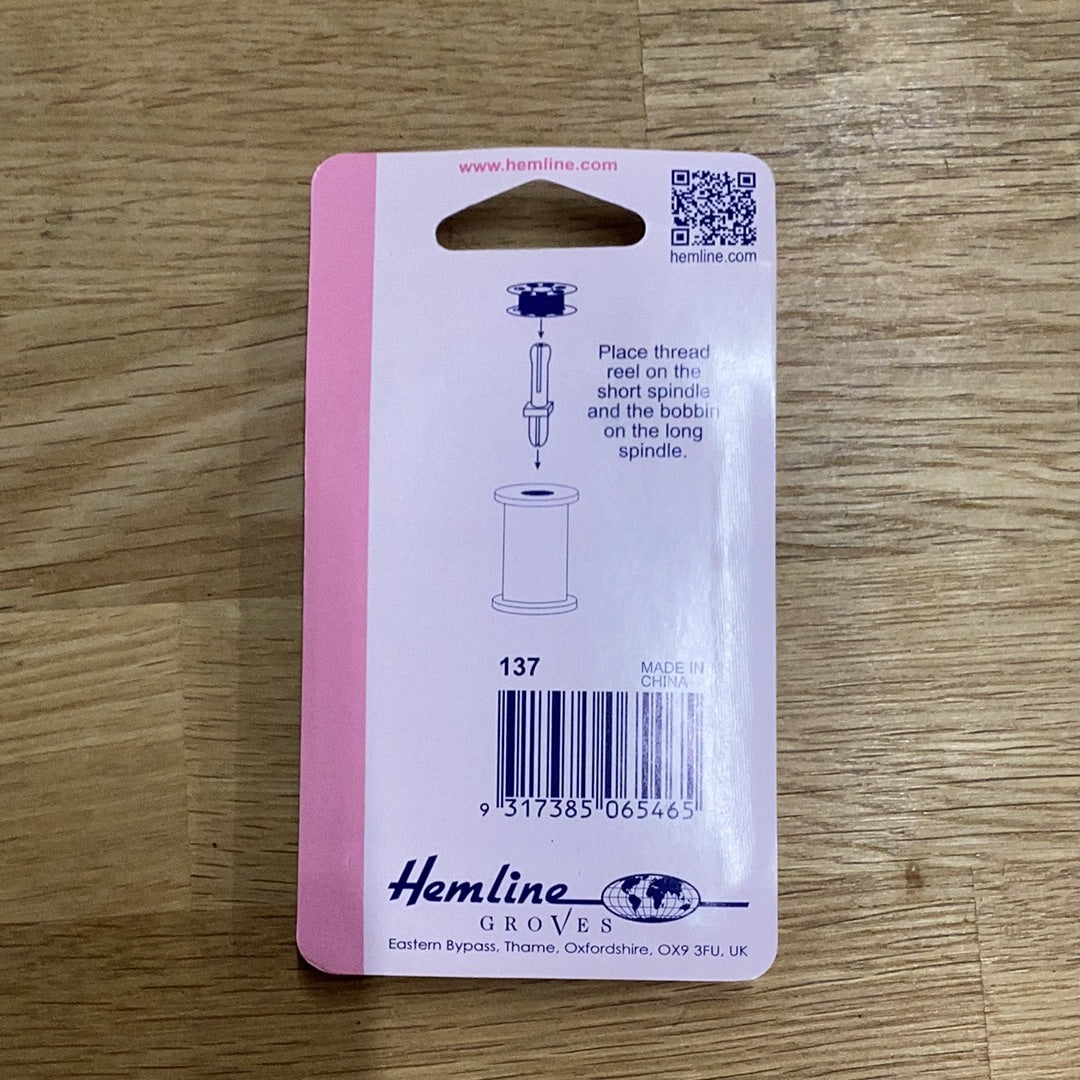 www.hemline.com
hemline.com
Place thread
reel on the
short spindle
and the bobbin
on the long
spindle.
137
MADE IN
CHINA
9 317385 065465
Hemline
GROVES
Eastern Bypass, Thame, Oxfordshire, OX9 3FU, UK